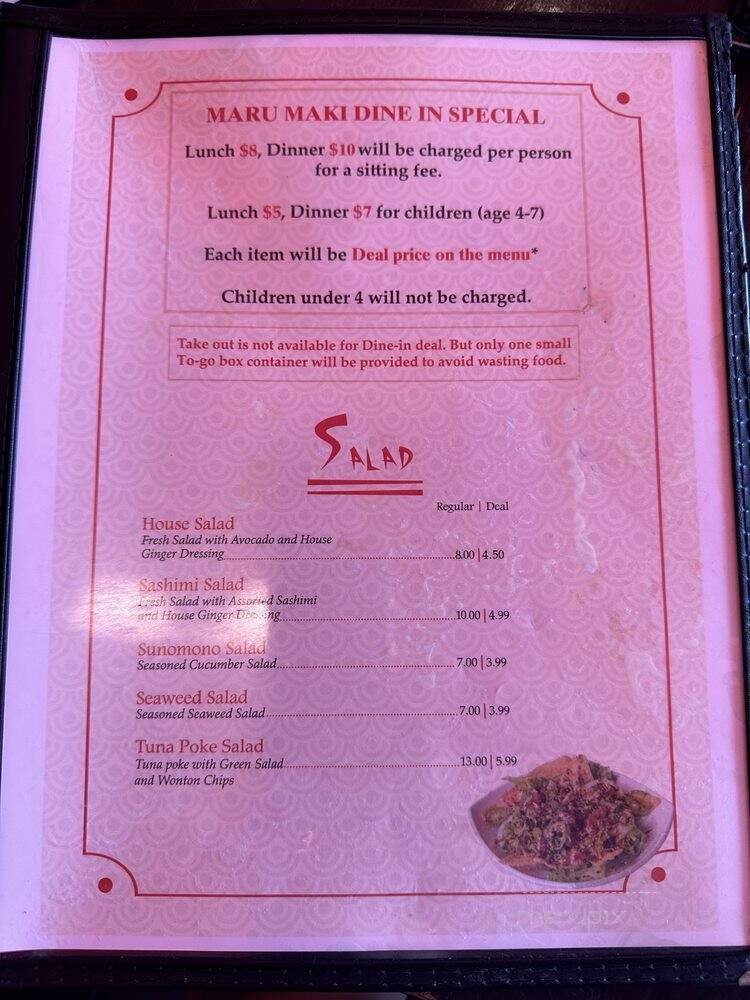 MARU MAKI DINE IN SPECIAL
Lunch $8, Dinner $10 will be charged per person
for a sitting fee.
Lunch $5, Dinner $7 for children (age 4-7)
Each item will be Deal price on the menu*
Children under 4 will not be charged.
Take out is not available for Dine-in deal. But only one small
To-go box container will be provided to avoid wasting food.
SALAD
Regular | Deal
House Salad
Fresh Salad with Avocado and House
Ginger Dressing 8.00 | 4.50
Sashimi Salad
Fresh Salad with Assorted Sashimi
and House Ginger Dressing 10.00 | 4.99
Sunomono Salad
Seasoned Cucumber Salad 7.00 | 3.99
Seaweed Salad
Seasoned Seaweed Salad 7.00 | 3.99
Tuna Poke Salad
Tuna poke with Green Salad 13.00 | 5.99
and Wonton Chips